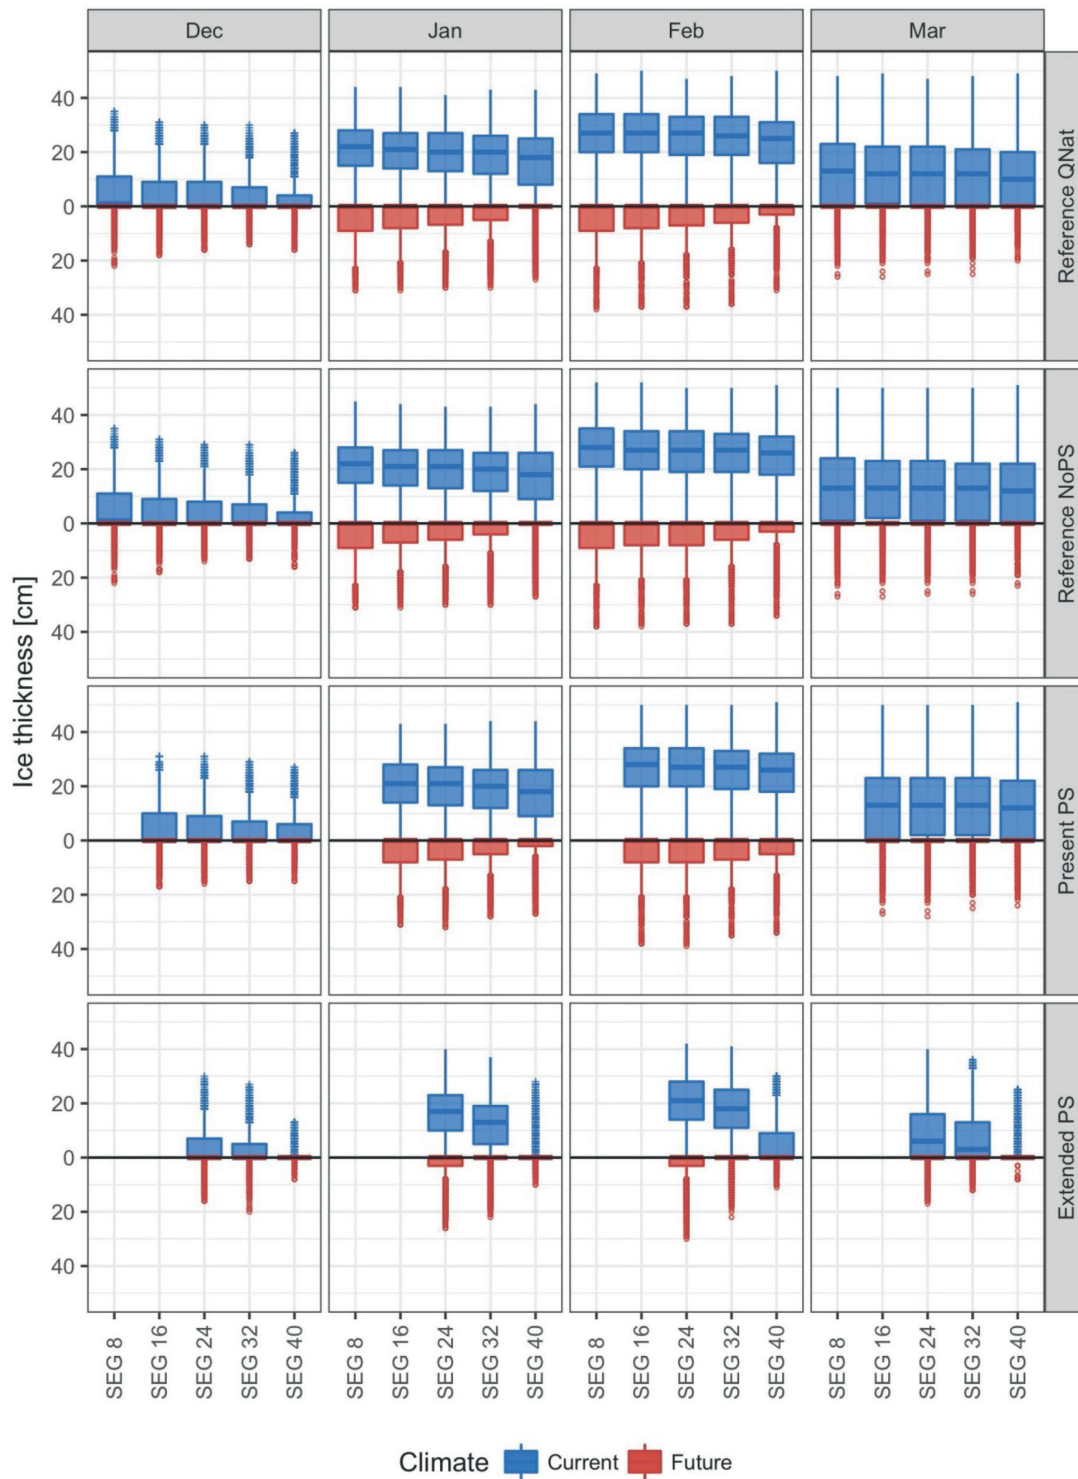 Dec Jan Feb Mar
Ice thickness [cm]
40
20
0
20
40
Reference QNat
40
20
0
20
40
Reference NoPS
40
20
0
20
40
Present PS
40
20
0
20
40
Extended PS
SEG 8 SEG 16 SEG 24 SEG 32 SEG 40 SEG 8 SEG 16 SEG 24 SEG 32 SEG 40 SEG 8 SEG 16 SEG 24 SEG 32 SEG 40 SEG 8 SEG 16 SEG 24 SEG 32 SEG 40
Climate Current Future